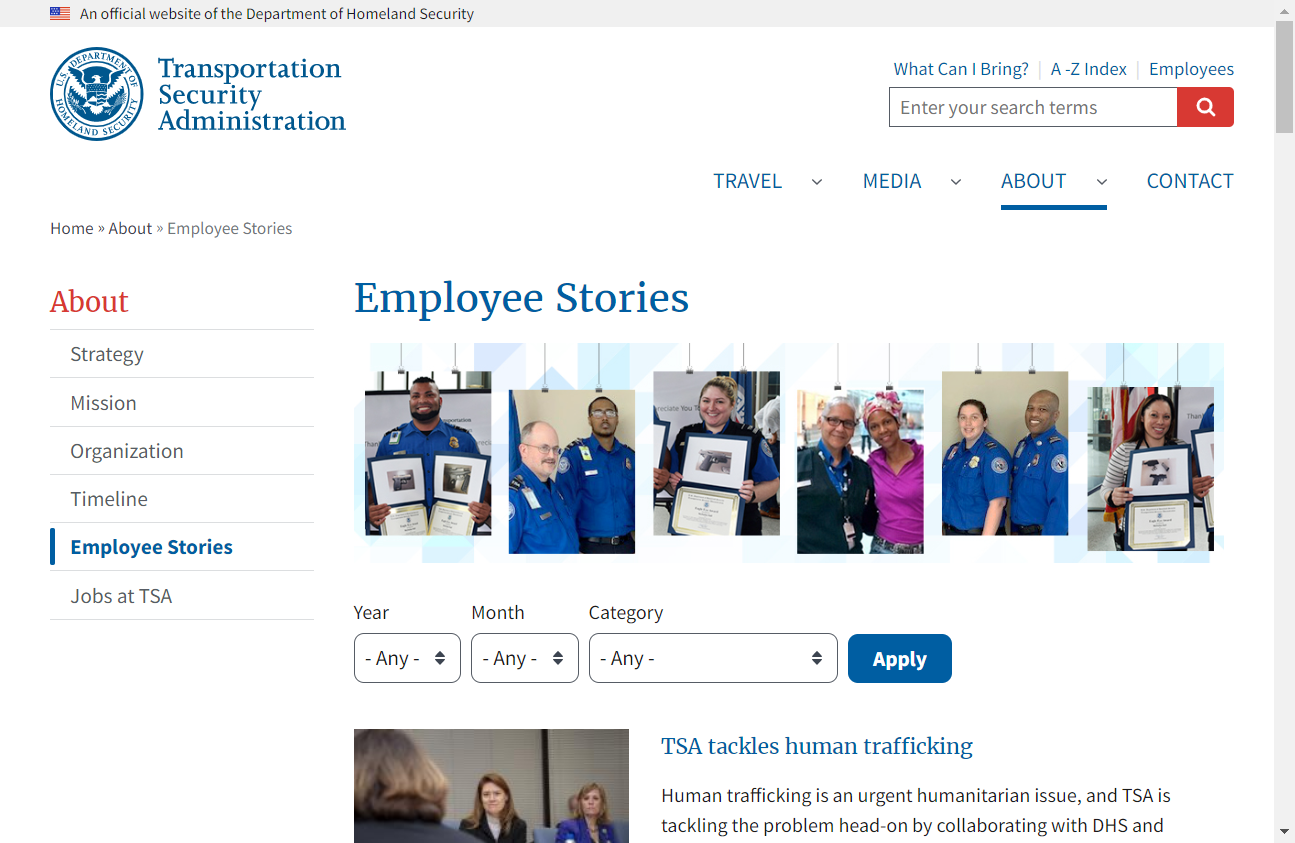 An official website of the Department of Homeland Security
U.S. DEPARTMENT OF HOMELAND SECURITY
Transportation
Security
Administration
What Can I Bring?
A -Z Index
Employees
Enter your search terms
TRAVEL
MEDIA
ABOUT
CONTACT
Home » About » Employee Stories
About
Strategy
Mission
Organization
Timeline
Employee Stories
Jobs at TSA
Employee Stories
Year
Month
Category
- Any -
- Any -
- Any -
Apply
TSA tackles human trafficking
Human trafficking is an urgent humanitarian issue, and TSA is
tackling the problem head-on by collaborating with DHS and